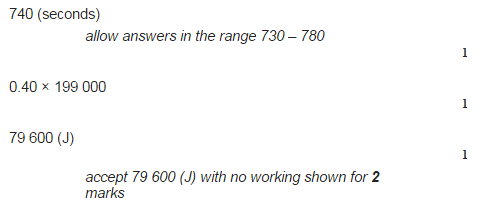 740 (seconds)
allow answers in the range 730 – 780
1
0.40 × 199 000
1
79 600 (J)
1
accept 79 600 (J) with no working shown for 2
marks